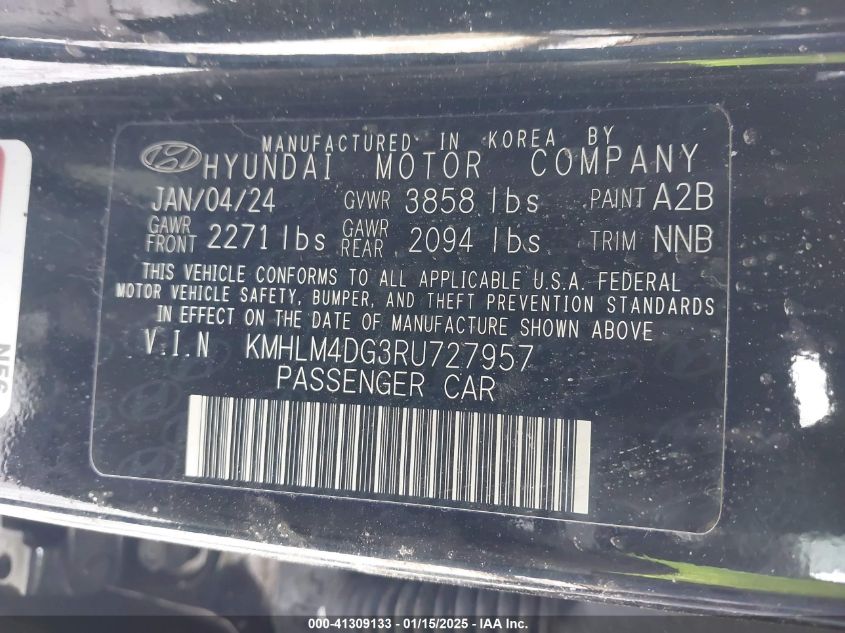 MANUFACTURED IN KOREA BY
HYUNDAI MOTOR COMPANY
JAN/04/24 GVWR 3858 lbs PAINT A2B
GAWR FRONT 2271 lbs GAWR REAR 2094 lbs TRIM NNB
THIS VEHICLE CONFORMS TO ALL APPLICABLE U.S.A. FEDERAL
MOTOR VEHICLE SAFETY, BUMPER, AND THEFT PREVENTION STANDARDS
IN EFFECT ON THE DATE OF MANUFACTURE SHOWN ABOVE
V.I.N KMHLM4DG3RU727957
PASSENGER CAR
000-41309133 - 01/15/2025 - IAA Inc.